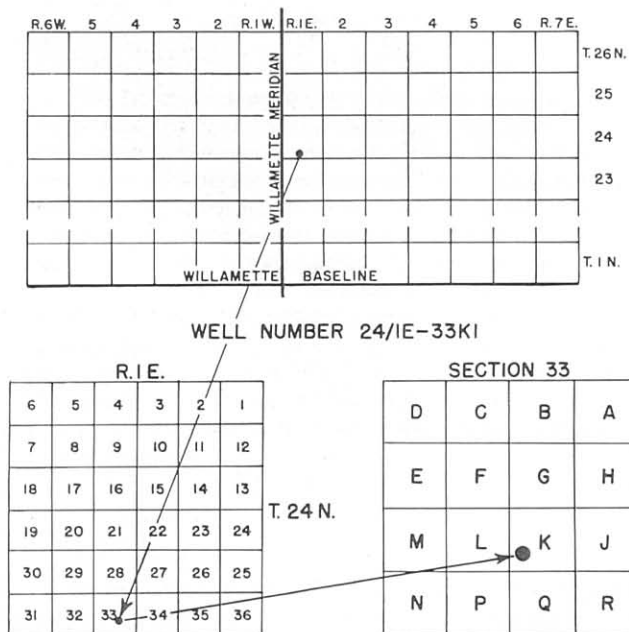 R.6W. 5 4 3 2 R.1W. R.1E. 2 3 4 5 6 R.7E.
T.26N.
25
24
23
WILLAMETTE MERIDIAN
T.1N.
WILLAMETTE BASELINE
WELL NUMBER 24/1E-33K1
R.1E.
6 5 4 3 2 1
7 8 9 10 11 12
18 17 16 15 14 13
19 20 21 22 23 24
30 29 28 27 26 25
31 32 33 34 35 36
T. 24 N.
SECTION 33
D C B A
E F G H
M L K J
N P Q R